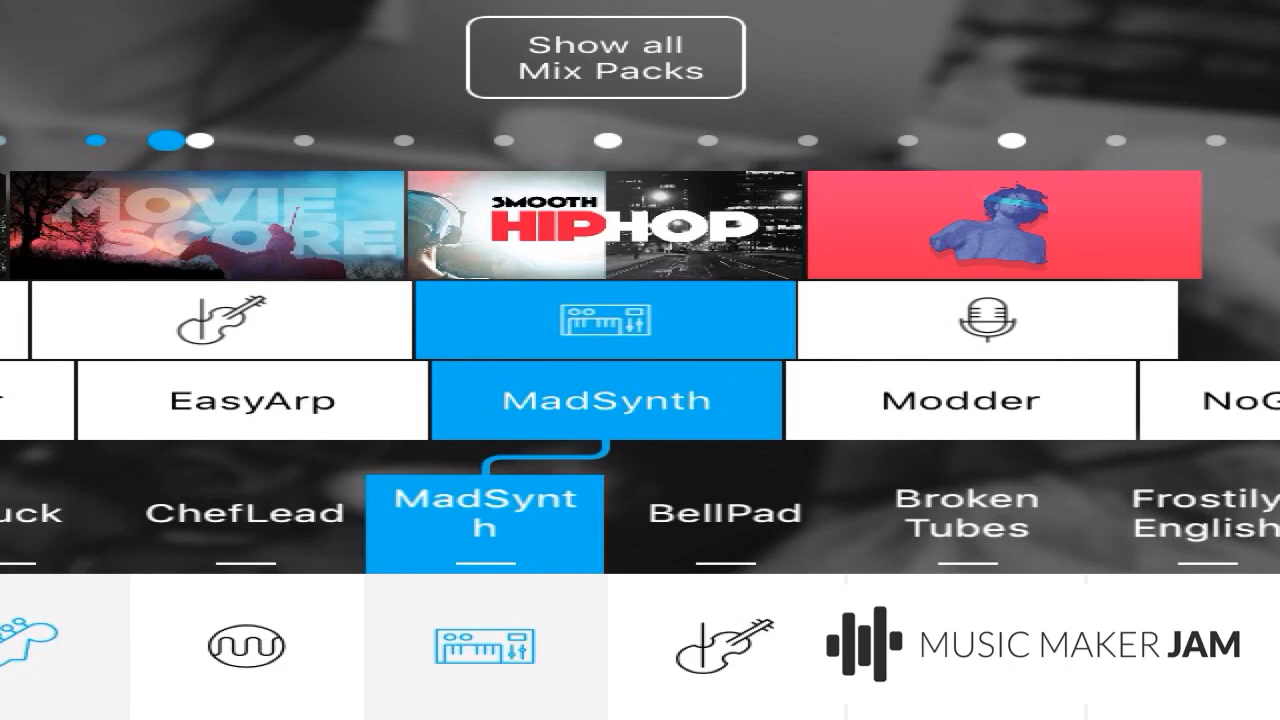 Show all
Mix Packs
MOVIE
SCORE
SMOOTH
HIPHOP
EasyArp
MadSynth
Modder
ChefLead
MadSynt
h
BellPad
Broken
Tubes
Frostily
English
MUSIC MAKER JAM